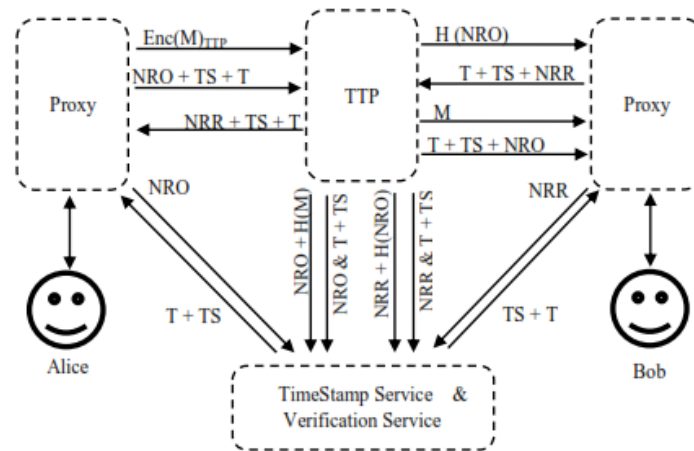 Enc(M)TTP
H (NRO)
NRO + TS + T
T + TS + NRR
Proxy
TTP
Proxy
NRR + TS + T
M
T + TS + NRO
NRO
NRR
NRO + H(M)
NRO & T + TS
NRR + H(NRO)
NRR & T + TS
T + TS
TS + T
Alice
Bob
TimeStamp Service &
Verification Service